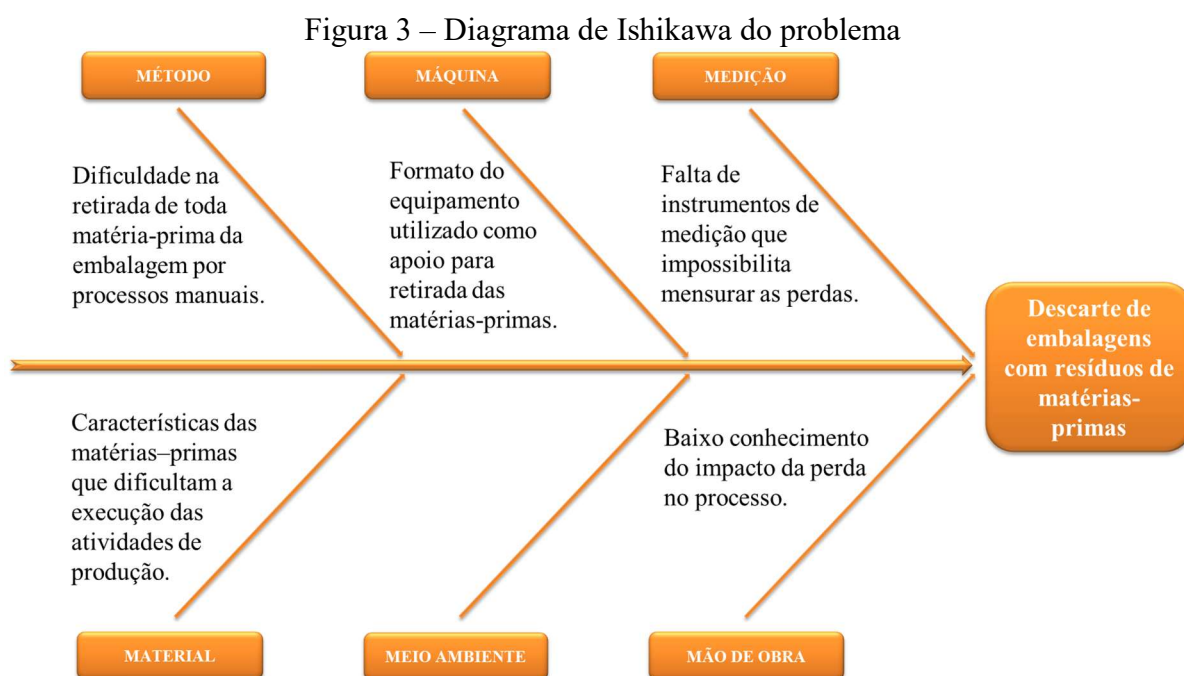 Figura 3 – Diagrama de Ishikawa do problema
MÉTODO
MÁQUINA
MEDIÇÃO
Dificuldade na
retirada de toda
matéria-prima da
embalagem por
processos manuais.
Formato do
equipamento
utilizado como
apoio para
retirada das
matérias-primas.
Falta de
instrumentos de
medição que
impossibilita
mensurar as perdas.
Descarte de
embalagens
com resíduos de
matérias-
primas
Características das
matérias–primas
que dificultam a
execução das
atividades de
produção.
Baixo conhecimento
do impacto da perda
no processo.
MATERIAL
MEIO AMBIENTE
MÃO DE OBRA